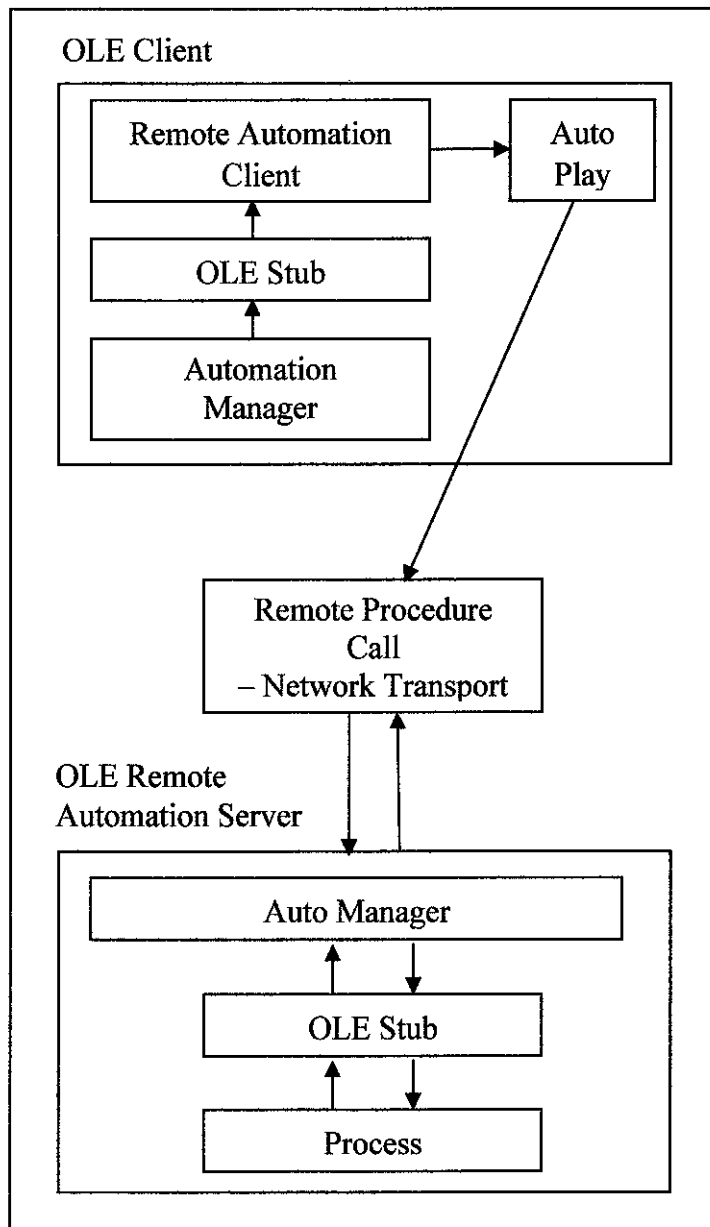 OLE Client
Remote Automation
Client
Auto
Play
OLE Stub
Automation
Manager
Remote Procedure
Call
– Network Transport
OLE Remote
Automation Server
Auto Manager
OLE Stub
Process